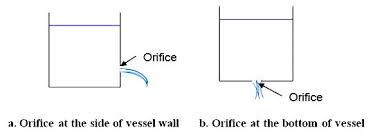 Orifice
Orifice
a. Orifice at the side of vessel wall
b. Orifice at the bottom of vessel